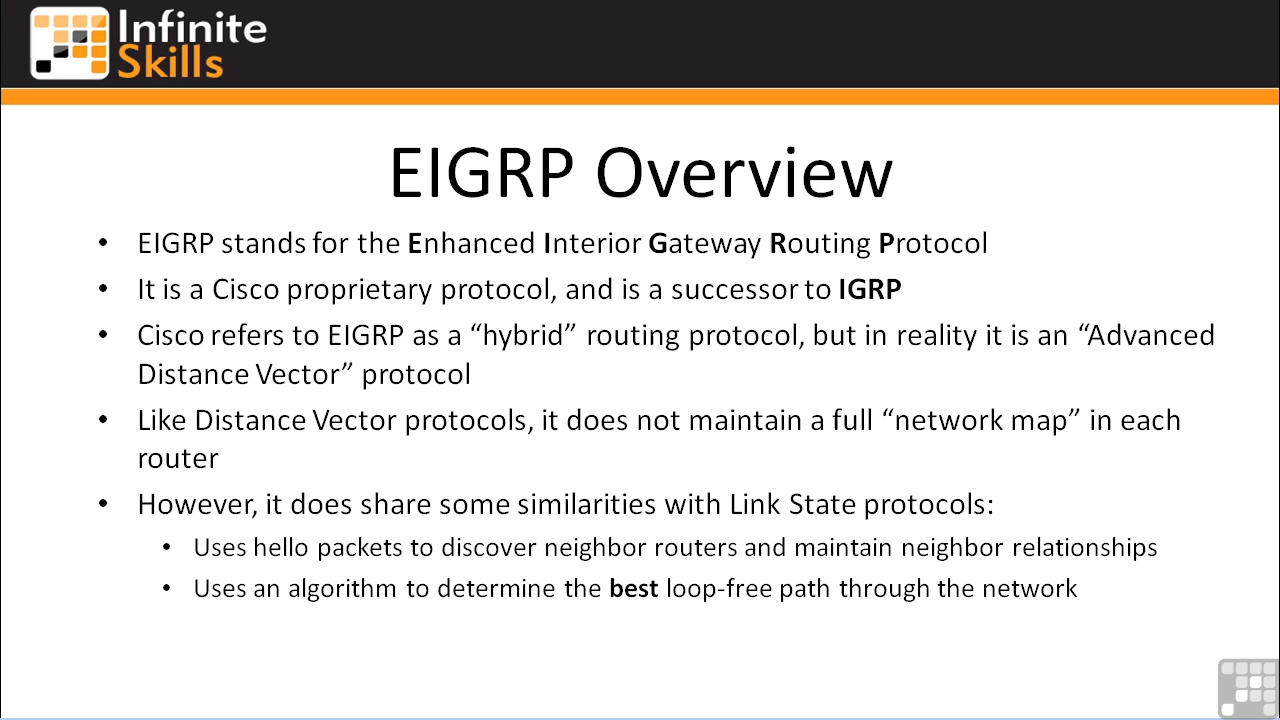 Infinite
Skills
EIGRP Overview
• EIGRP stands for the Enhanced Interior Gateway Routing Protocol
• It is a Cisco proprietary protocol, and is a successor to IGRP
• Cisco refers to EIGRP as a “hybrid” routing protocol, but in reality it is an “Advanced
Distance Vector” protocol
• Like Distance Vector protocols, it does not maintain a full “network map” in each
router
• However, it does share some similarities with Link State protocols:
• Uses hello packets to discover neighbor routers and maintain neighbor relationships
• Uses an algorithm to determine the best loop-free path through the network